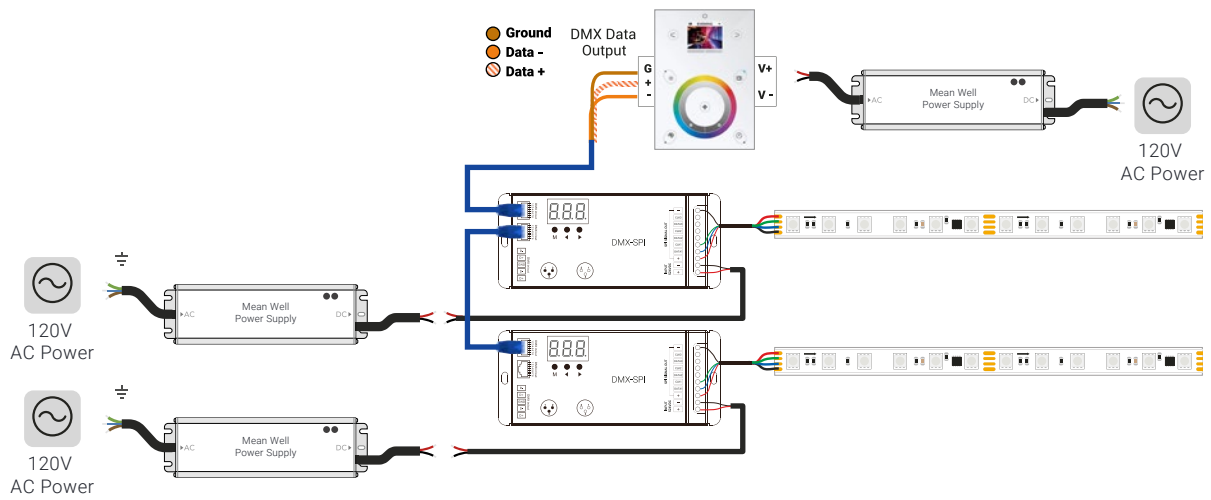 Ground
Data -
Data +
DMX Data
Output
G
+
-
V+
V -
AC
Mean Well
Power Supply
DC
120V
AC Power
DMX-SPI
M
120V
AC Power
AC
Mean Well
Power Supply
DC
DMX-SPI
M
120V
AC Power
AC
Mean Well
Power Supply
DC